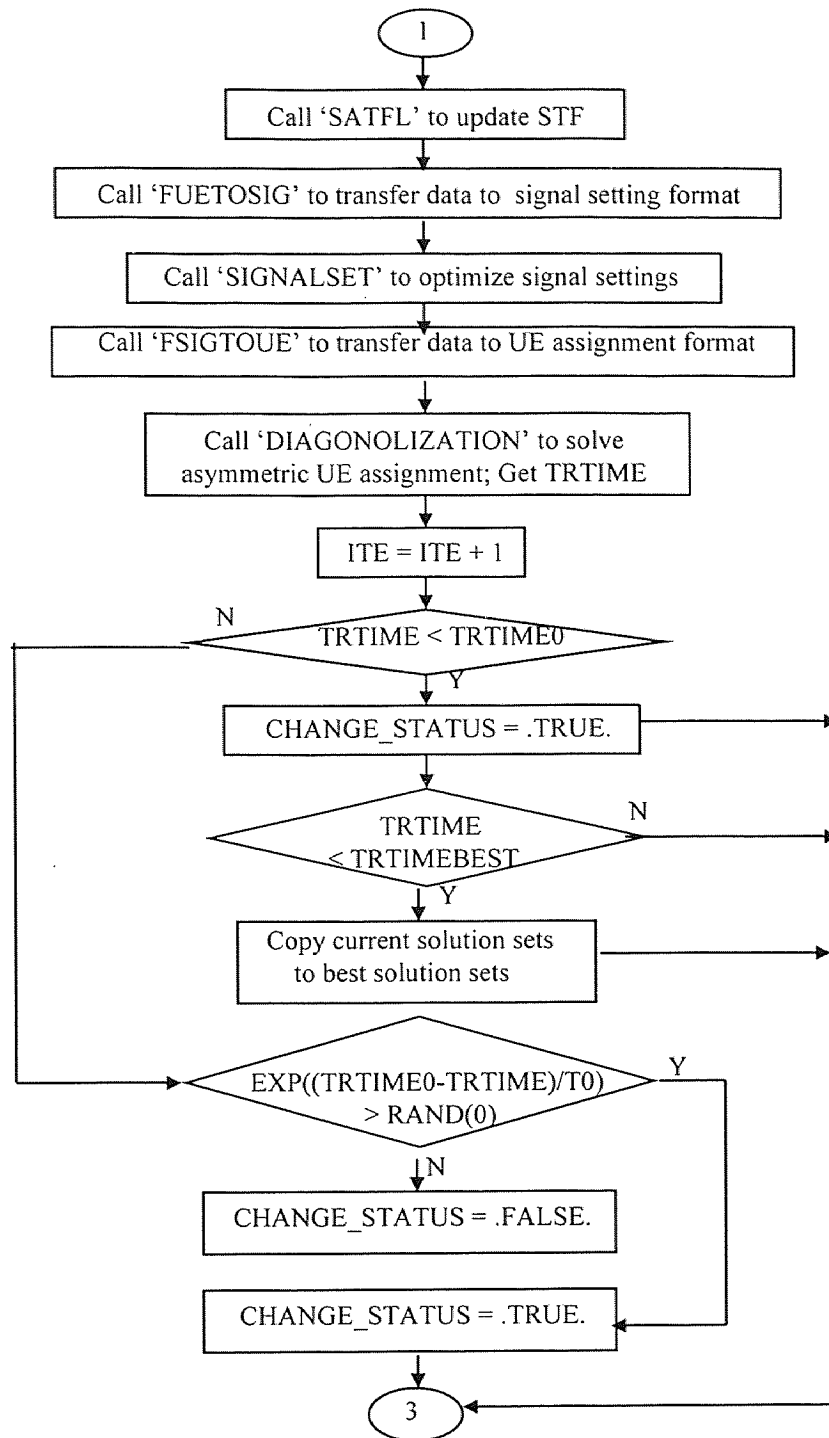 1
Call ‘SATFL’ to update STF
Call ‘FUETOSIG’ to transfer data to signal setting format
Call ‘SIGNALSET’ to optimize signal settings
Call ‘FSIGTOUE’ to transfer data to UE assignment format
Call ‘DIAGONOLIZATION’ to solve
asymmetric UE assignment; Get TRTIME
ITE = ITE + 1
N
TRTIME < TRTIME0
Y
CHANGE_STATUS = .TRUE.
N
TRTIME
< TRTIMEBEST
Y
Copy current solution sets
to best solution sets
Y
EXP((TRTIME0-TRTIME)/T0)
> RAND(0)
N
CHANGE_STATUS = .FALSE.
CHANGE_STATUS = .TRUE.
3